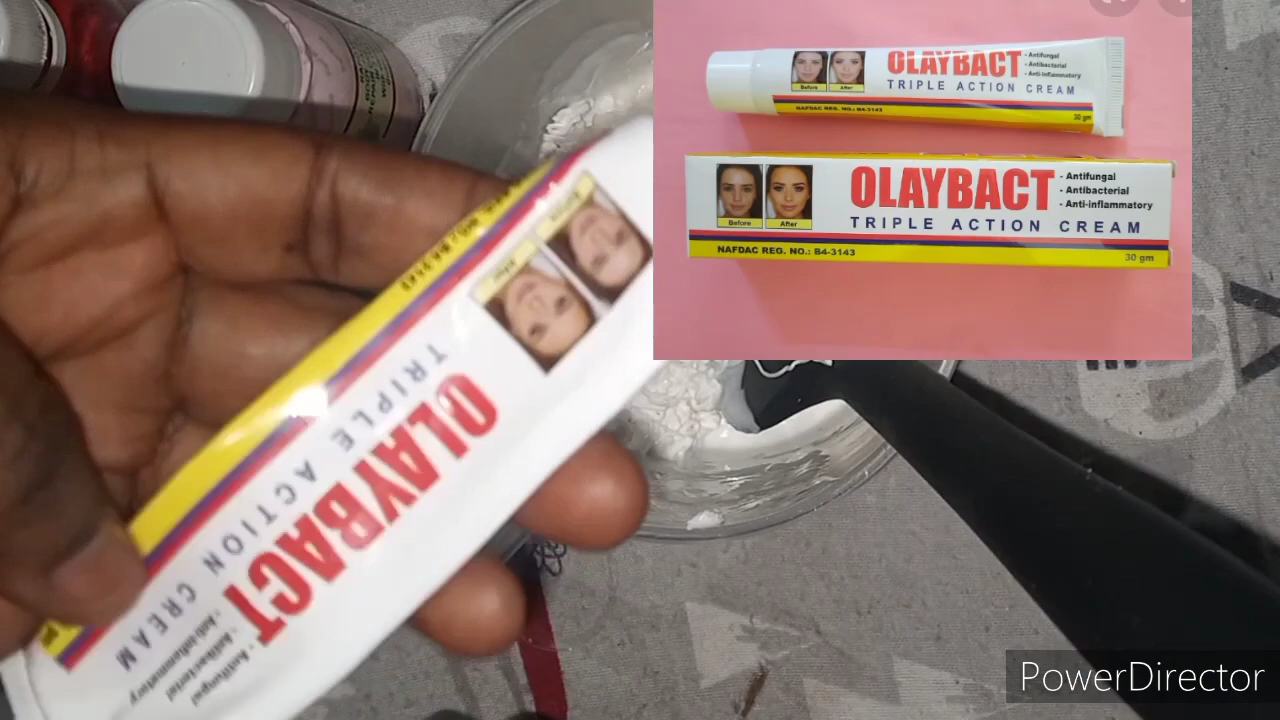 OLAYBACT
TRIPLE ACTION CREAM
- Antifungal
- Antibacterial
- Anti-inflammatory
Before
After
NAFDAC REG. NO.: B4-3143
30 gm
OLAYBACT
TRIPLE ACTION CREAM
- Antifungal
- Antibacterial
- Anti-inflammatory
Before
After
NAFDAC REG. NO.: B4-3143
30 gm
Before
After
OLAYBACT
TRIPLE ACTION CREAM
- Antifungal
- Antibacterial
- Anti-inflammatory
PowerDirector